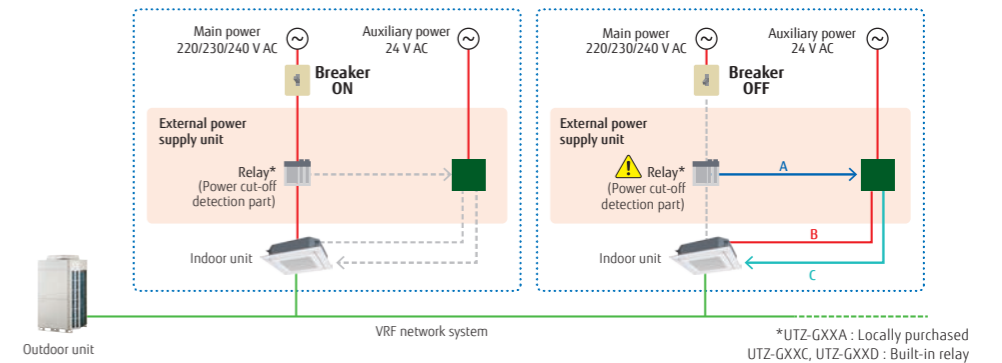 Main power
220/230/240 V AC
Auxiliary power
24 V AC
Breaker
ON
External power
supply unit
Relay*
(Power cut-off
detection part)
Indoor unit
Main power
220/230/240 V AC
Auxiliary power
24 V AC
Breaker
OFF
External power
supply unit
Relay*
(Power cut-off
detection part)
A
B
C
Indoor unit
Outdoor unit
VRF network system
*UTZ-GXXA : Locally purchased
UTZ-GXXC, UTZ-GXXD : Built-in relay